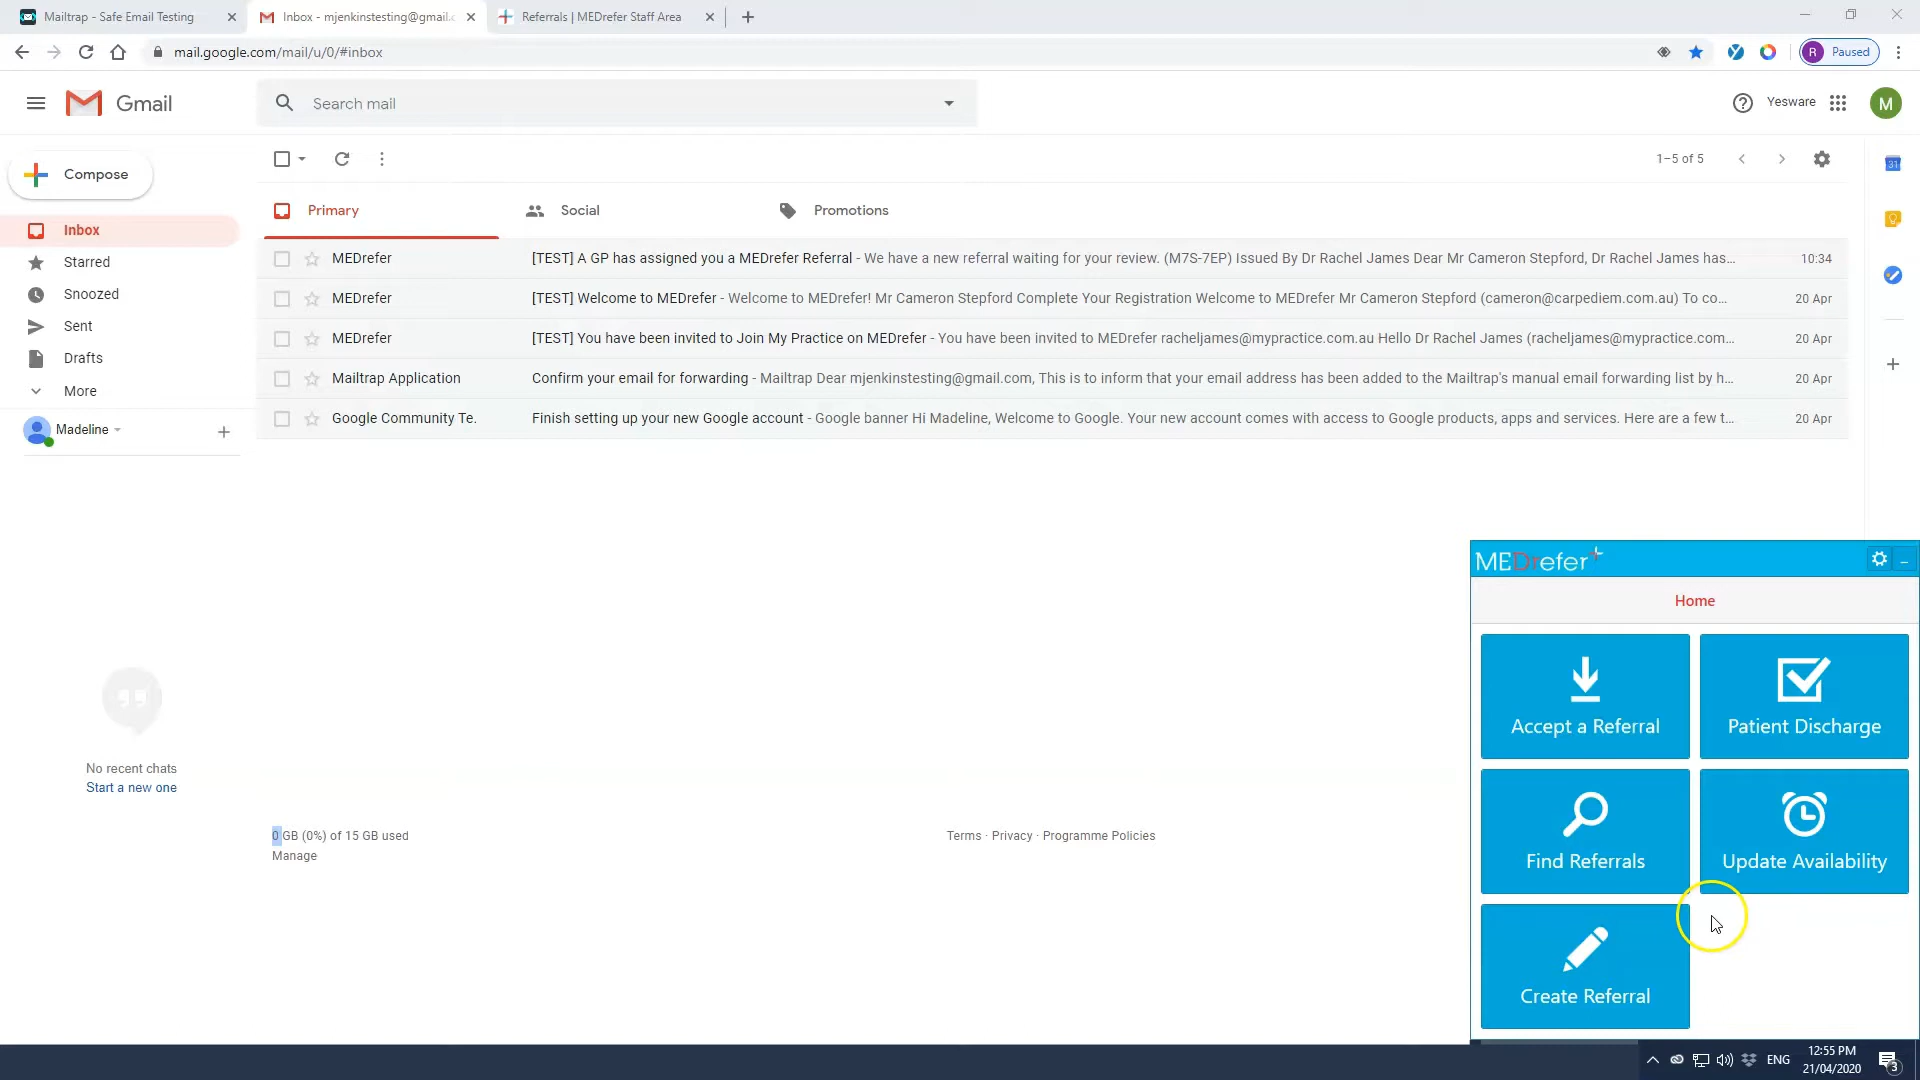 Mailtrap - Safe Email Testing
Inbox - mjenkinstesting@gmail.c
Referrals | MEDrefer Staff Area
mail.google.com/mail/u/0/#inbox
R Paused
Gmail
Search mail
Yesware
M
Compose
1–5 of 5
31
Primary
Social
Promotions
Inbox
Starred
Snoozed
Sent
Drafts
More
Madeline
MEDrefer [TEST] A GP has assigned you a MEDrefer Referral - We have a new referral waiting for your review. (M7S-7EP) Issued By Dr Rachel James Dear Mr Cameron Stepford, Dr Rachel James has... 10:34
MEDrefer [TEST] Welcome to MEDrefer - Welcome to MEDrefer! Mr Cameron Stepford Complete Your Registration Welcome to MEDrefer Mr Cameron Stepford (cameron@carpediem.com.au) To co... 20 Apr
MEDrefer [TEST] You have been invited to Join My Practice on MEDrefer - You have been invited to MEDrefer racheljames@mypractice.com.au Hello Dr Rachel James (racheljames@mypractice.com... 20 Apr
Mailtrap Application Confirm your email for forwarding - Mailtrap Dear mjenkinstesting@gmail.com, This is to inform that your email address has been added to the Mailtrap's manual email forwarding list by h... 20 Apr
Google Community Te. Finish setting up your new Google account - Google banner Hi Madeline, Welcome to Google. Your new account comes with access to Google products, apps and services. Here are a few t... 20 Apr
No recent chats
Start a new one
0 GB (0%) of 15 GB used
Manage
Terms · Privacy · Programme Policies
MEDrefer
Home
Accept a Referral
Patient Discharge
Find Referrals
Update Availability
Create Referral
ENG
12:55 PM
21/04/2020
3